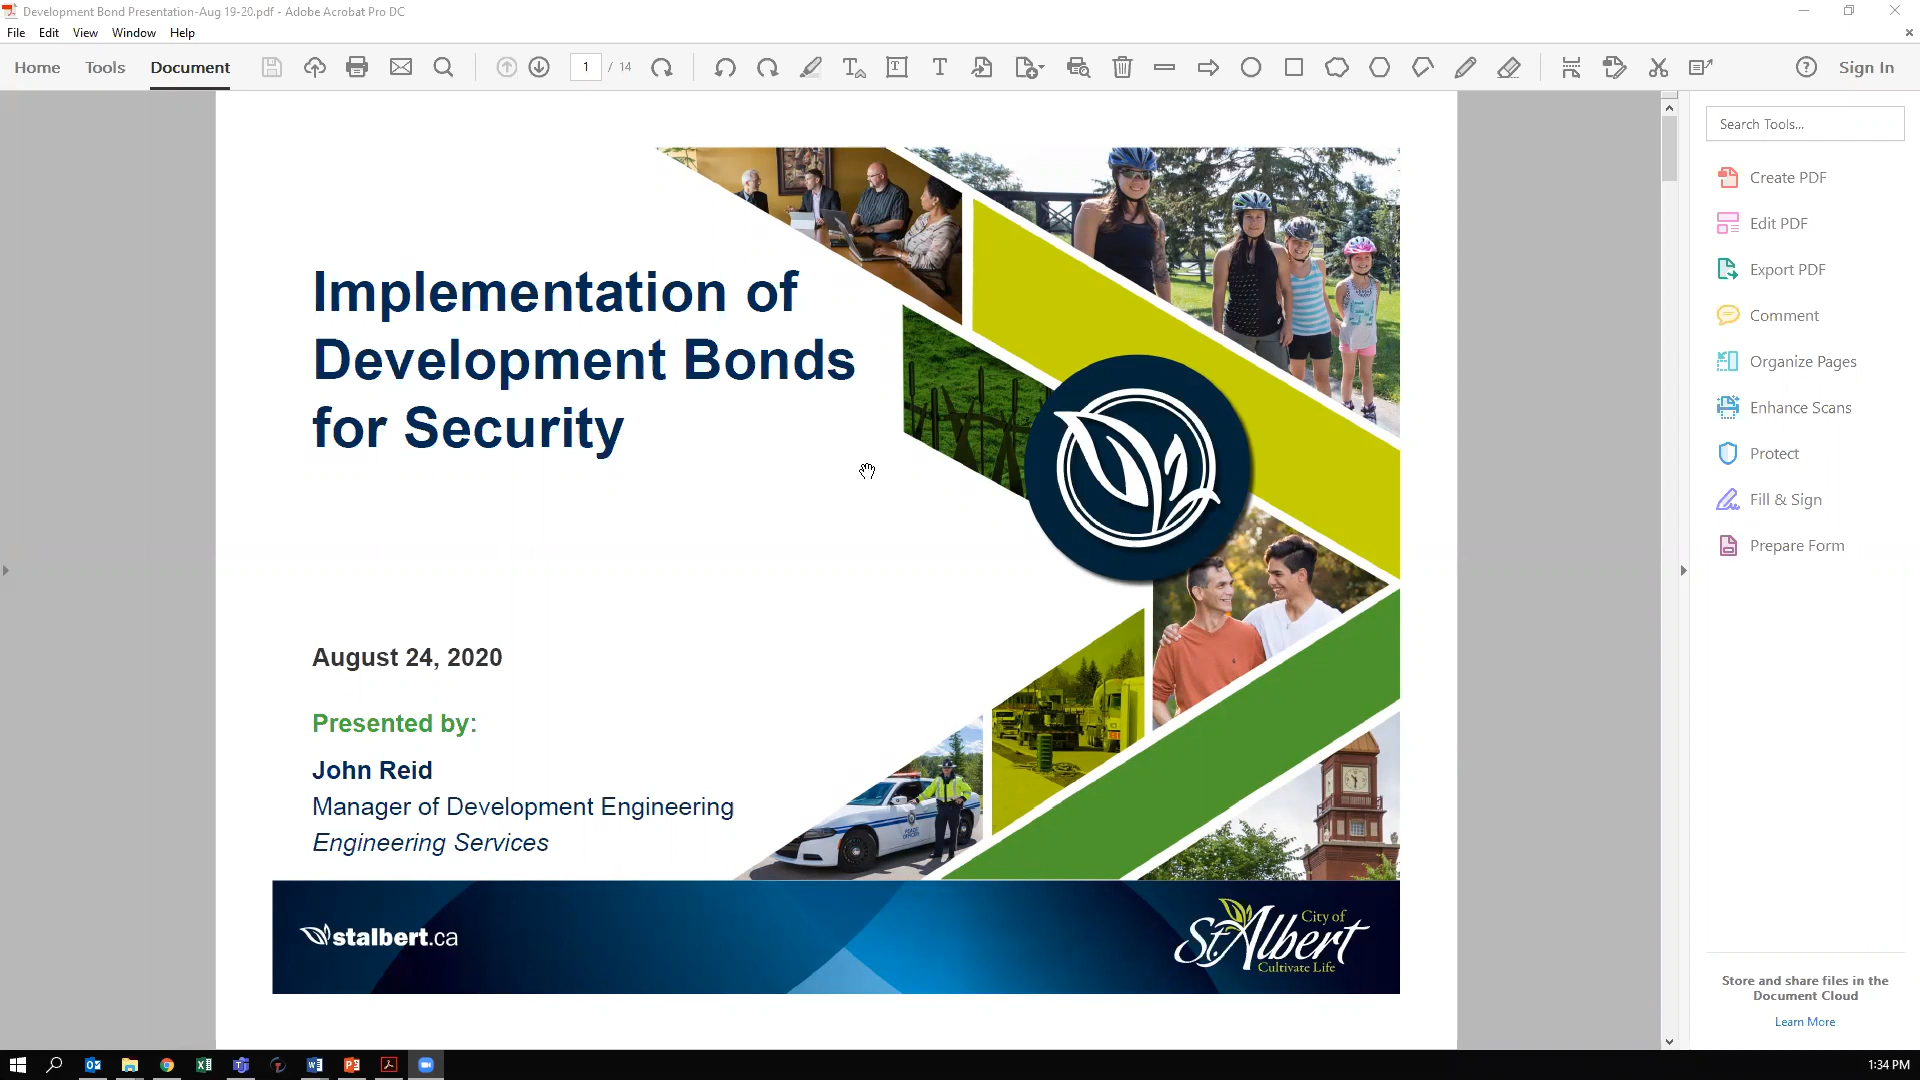 Development Bond Presentation-Aug 19-20.pdf - Adobe Acrobat Pro DC
File Edit View Window Help
Home Tools Document 1 / 14 Sign In
Search Tools...
Create PDF
Edit PDF
Export PDF
Comment
Organize Pages
Enhance Scans
Protect
Fill & Sign
Prepare Form
Store and share files in the
Document Cloud
Learn More
Implementation of
Development Bonds
for Security
August 24, 2020
Presented by:
John Reid
Manager of Development Engineering
Engineering Services
stalbert.ca
City of
St. Albert
Cultivate Life
1:34 PM